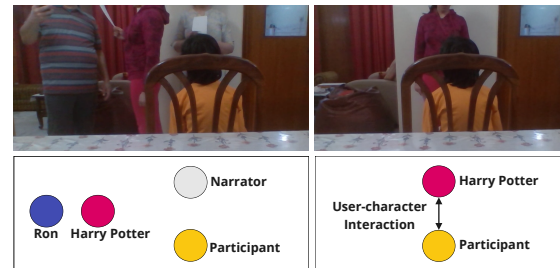 Narrator
Ron
Harry Potter
Participant
Harry Potter
User-character
Interaction
Participant